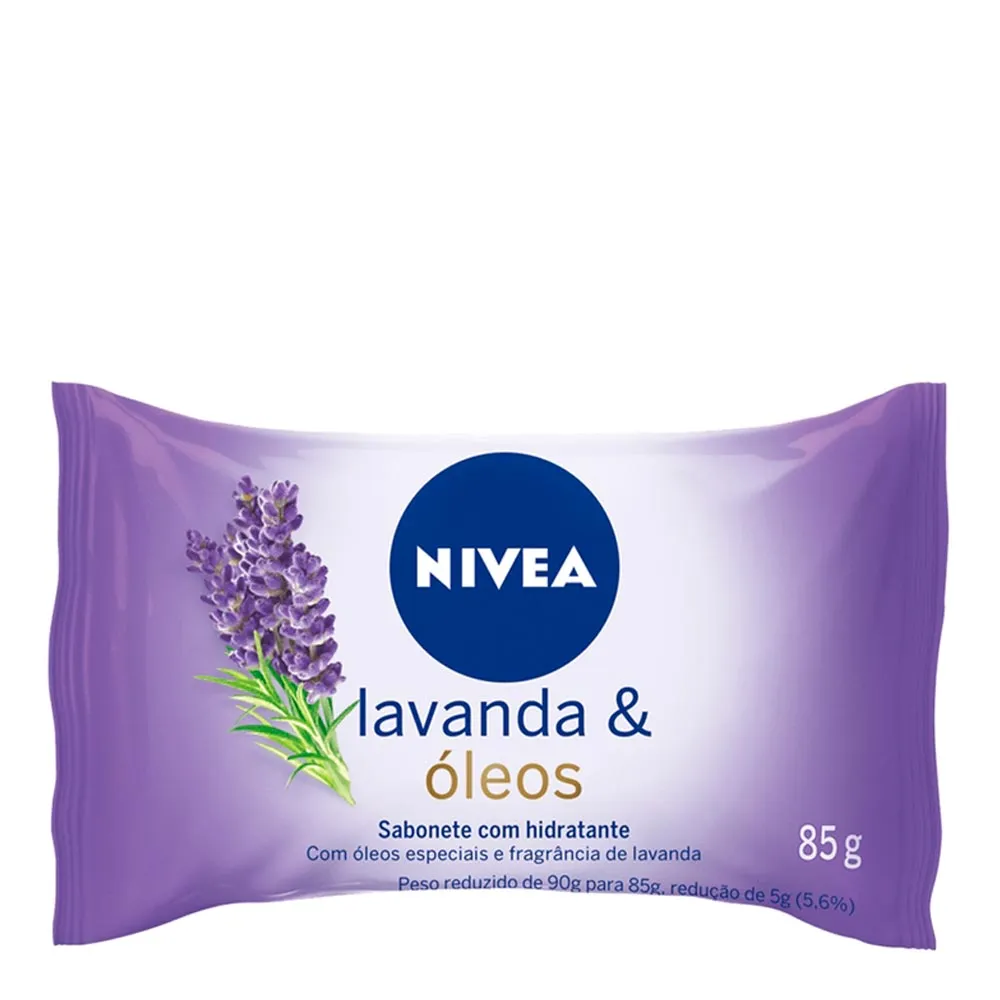 NIVEA
lavanda &
óleos
Sabonete com hidratante
Com óleos especiais e fragrância de lavanda
85 g
Peso reduzido de 90g para 85g, redução de 5g (5,6%)